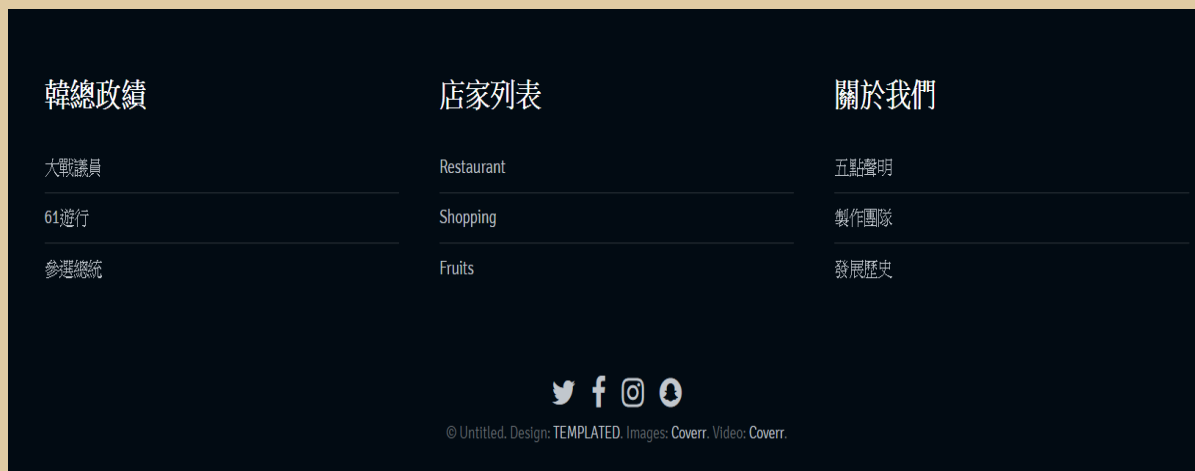 韓總政績
大戰議員
61遊行
參選總統
店家列表
Restaurant
Shopping
Fruits
關於我們
五點聲明
製作團隊
發展歷史
© Untitled. Design: TEMPLATED. Images: Coverr. Video: Coverr.